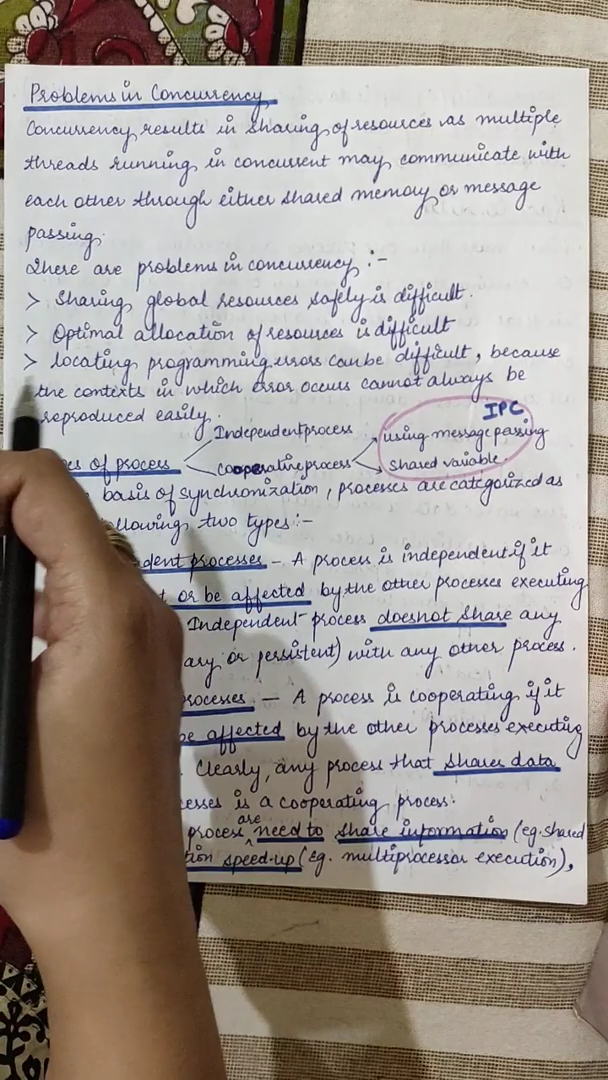 Problems in Concurrency
Concurrency results in sharing of resources as multiple
threads running in concurrent may communicate with
each other through either shared memory or message
passing.
There are problems in concurrency :-
> Sharing global resources safely is difficult.
> Optimal allocation of resources is difficult
> locating programming errors can be difficult, because
the contexts in which error occurs cannot always be
reproduced easily.
IPC
Independent process
using message passing
es of process
Cooperative process
shared variable.
basis of synchronization, processes are categorized as
ollowing two types :-
dent processes - A process is independent if it
t or be affected by the other processes executing
Independent process doesnot share any
ary or persistent) with any other process.
rocesses - A process is cooperating if it
be affected by the other processes executing
Clearly, any process that shares data
cesses is a cooperating process.
process are need to share information (eg. shared
tion speed-up (eg. multiprocessor execution),